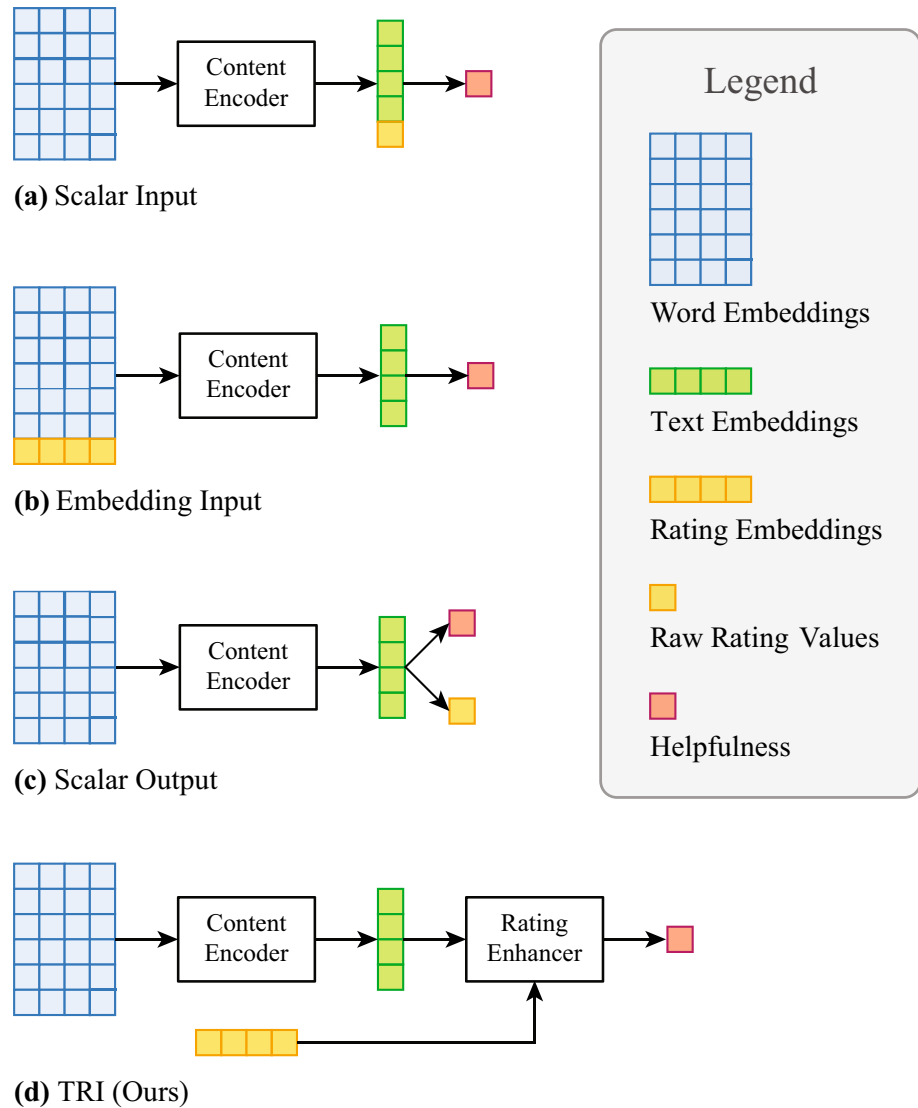 Content
Encoder
(a) Scalar Input
Content
Encoder
(b) Embedding Input
Content
Encoder
(c) Scalar Output
Content
Encoder
Rating
Enhancer
(d) TRI (Ours)
Legend
Word Embeddings
Text Embeddings
Rating Embeddings
Raw Rating Values
Helpfulness